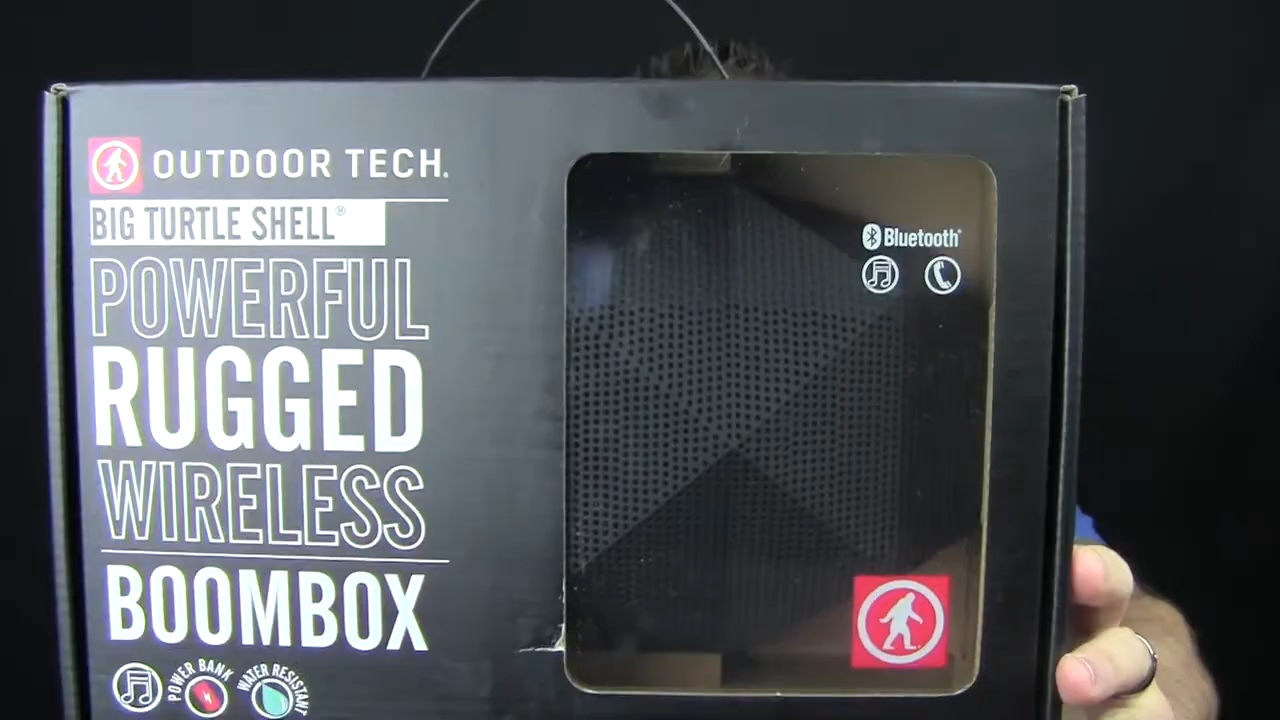 OUTDOOR TECH.
BIG TURTLE SHELL®
POWERFUL
RUGGED
WIRELESS
BOOMBOX
POWER BANK
WATER RESISTANT
Bluetooth®